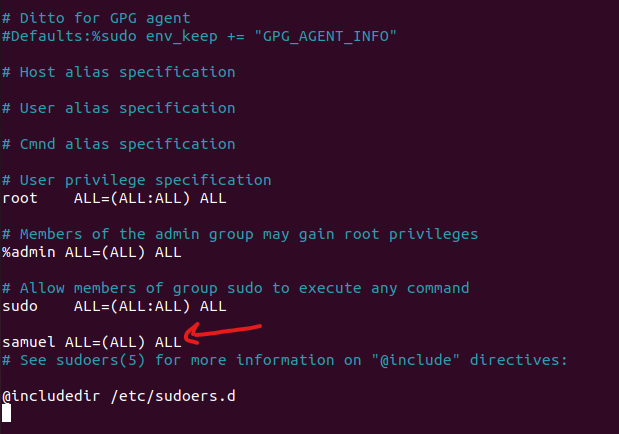 # Ditto for GPG agent
#Defaults:%sudo env_keep += "GPG_AGENT_INFO"
# Host alias specification
# User alias specification
# Cmnd alias specification
# User privilege specification
root    ALL=(ALL:ALL) ALL
# Members of the admin group may gain root privileges
%admin ALL=(ALL) ALL
# Allow members of group sudo to execute any command
sudo    ALL=(ALL:ALL) ALL
samuel ALL=(ALL) ALL
# See sudoers(5) for more information on "@include" directives:
@includedir /etc/sudoers.d